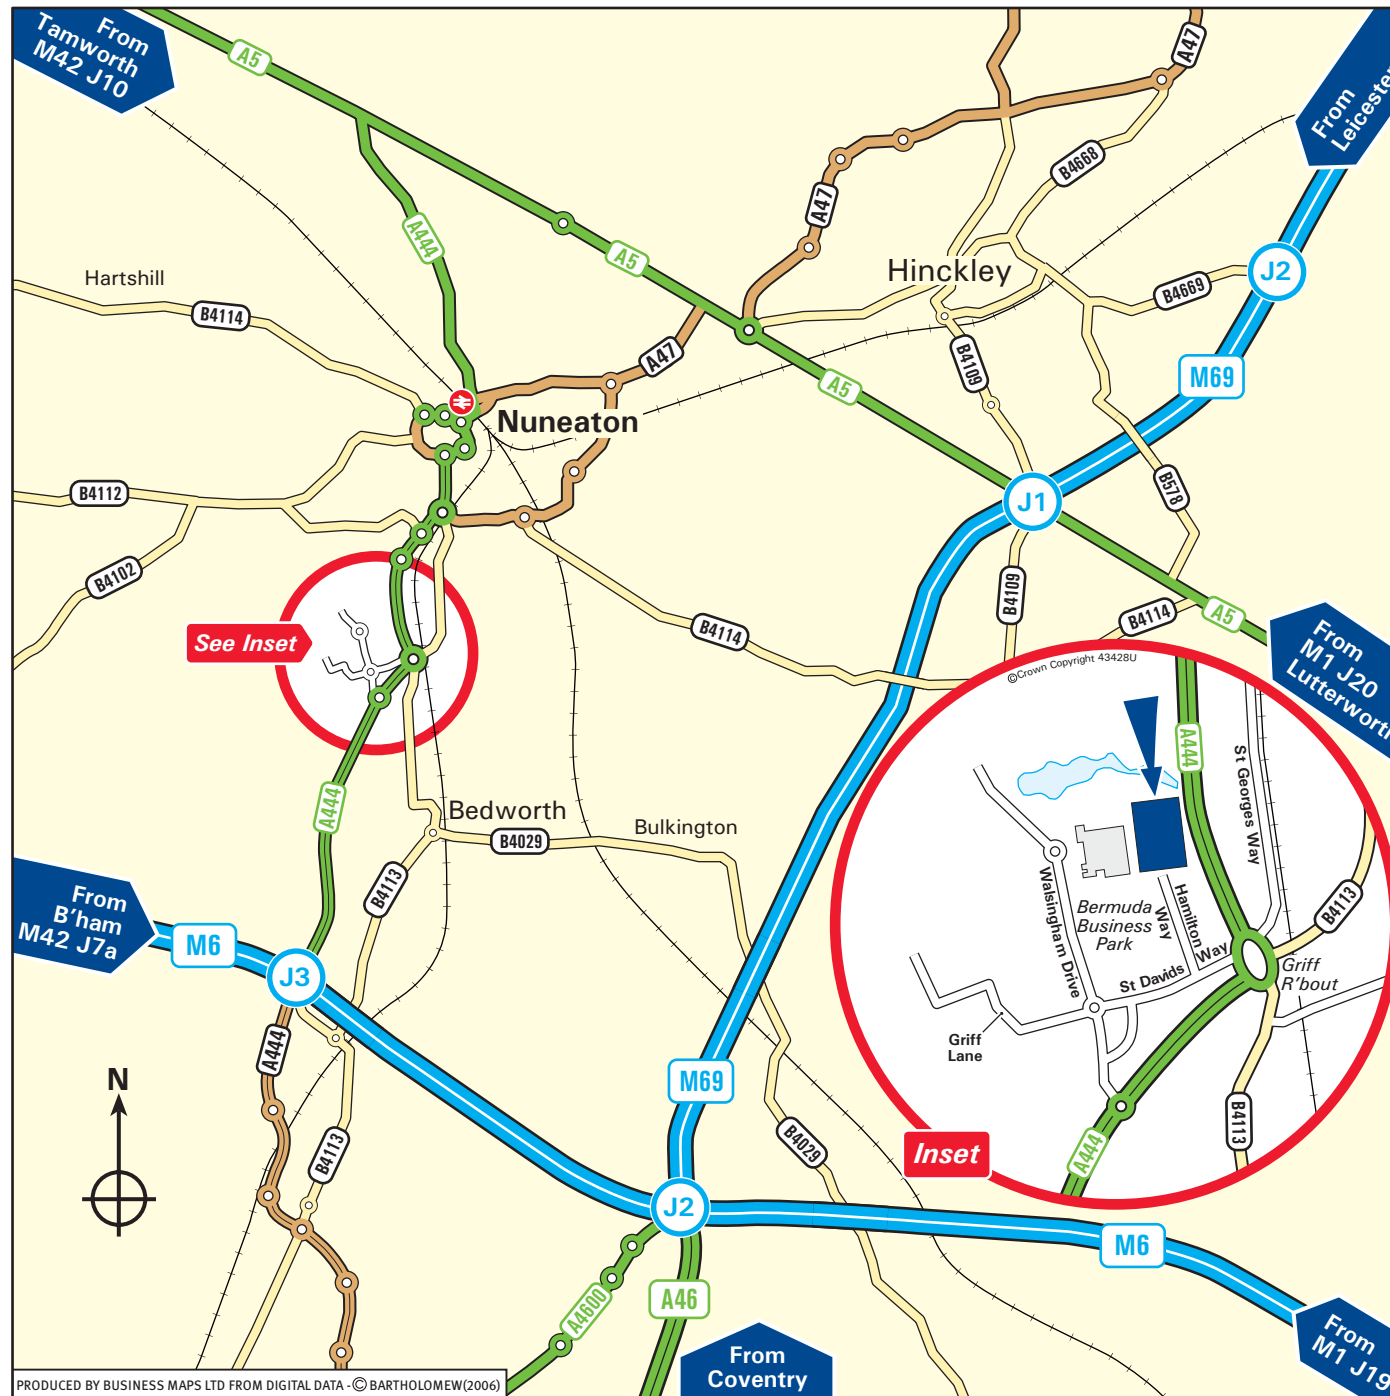 From
Tamworth
M42 J10
A5
A47
From
Leicester
B4668
A47
A444
A5
Hinckley
J2
B4669
Hartshill
B4114
A47
B4109
A5
M69
Nuneaton
B4112
B578
J1
B4102
B4109
B4114
A5
See Inset
B4114
From
M1 J20
Lutterworth
©Crown Copyright 43428U
A444
St Georges Way
A444
Bedworth
B4029
Bulkington
B4113
Walsingham Drive
Bermuda
Business
Park
Hamilton
Way
B4113
From
B'ham
M42 J7a
M6
J3
St Davids Way
Griff
R'bout
Griff
Lane
A444
N
M69
B4113
B4029
B4113
Inset
A444
J2
M6
A46
A4600
From
Coventry
From
M1 J19
PRODUCED BY BUSINESS MAPS LTD FROM DIGITAL DATA - © BARTHOLOMEW(2006)